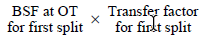 BSF at OT × Transfer factor
for first split for first split